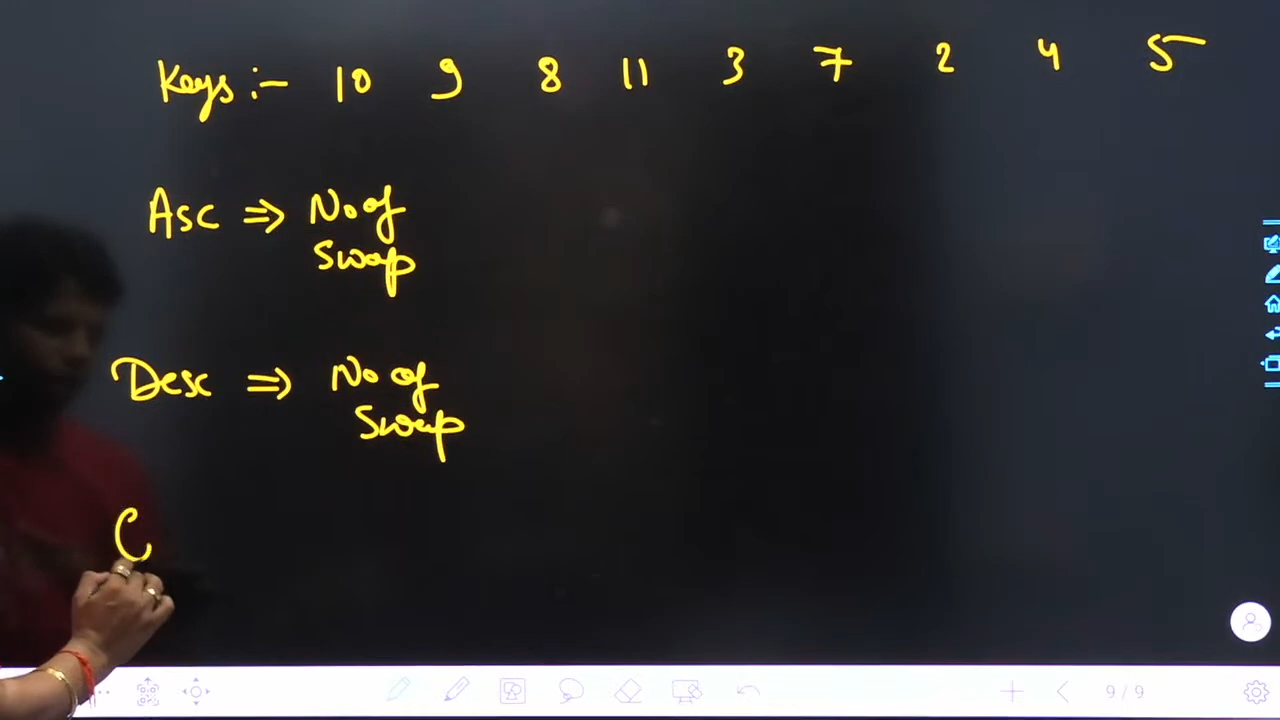 Keys :- 10 9 8 11 3 7 2 4 5
Asc ⇒ No of
Swap
Desc ⇒ No of
Swap
C
9 / 9